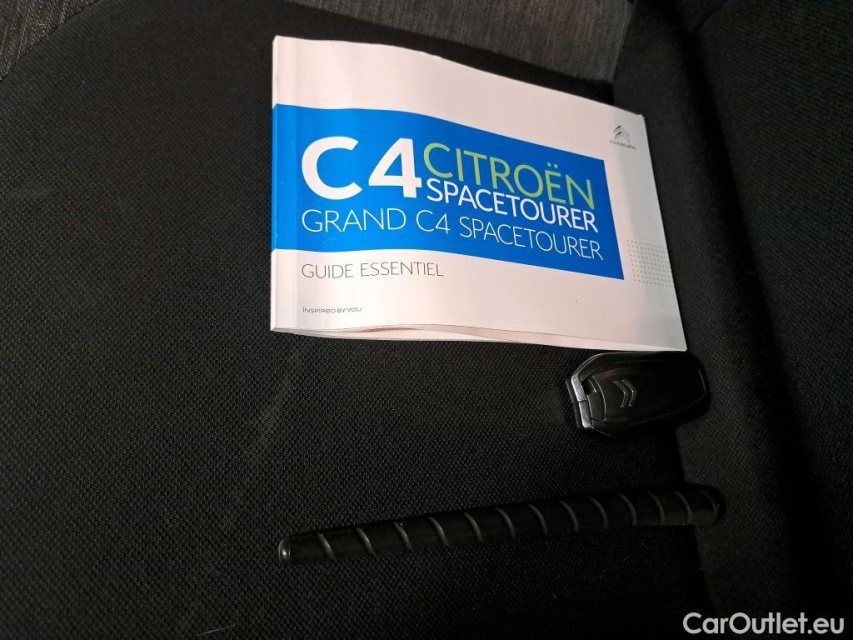 C4 CITROËN
SPACETOURER
GRAND C4 SPACETOURER
GUIDE ESSENTIEL
INSPIRED BY YOU
CarOutlet.eu